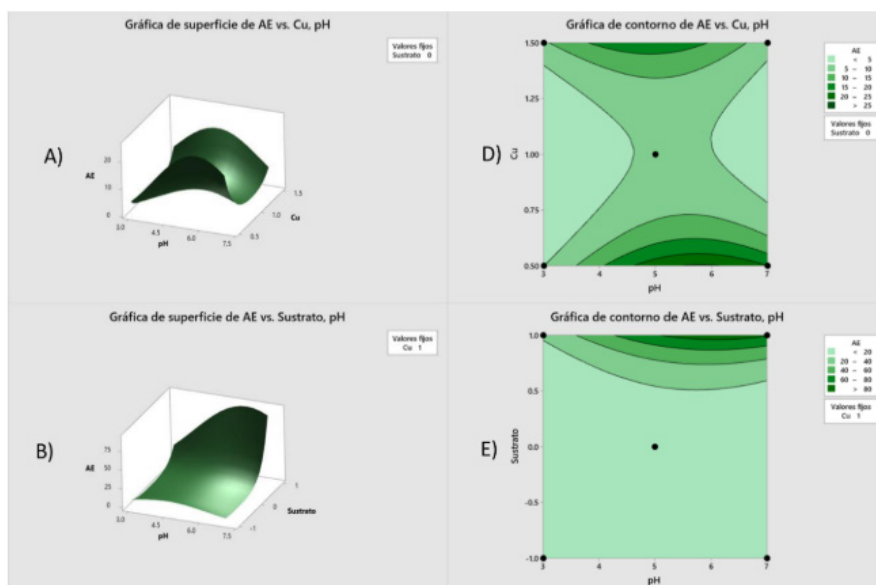 Gráfica de superficie de AE vs. Cu, pH
Valores fijos
Sustrato 0
A)
AE
20
10
0
3.0
4.5
6.0
7.5
pH
0.5
1.0
1.5
Cu
Gráfica de contorno de AE vs. Cu, pH
D)
Cu
1.50
1.25
1.00
0.75
0.50
3
4
5
6
7
pH
AE
< 5
5 – 10
10 – 15
15 – 20
20 – 25
> 25
Valores fijos
Sustrato 0
Gráfica de superficie de AE vs. Sustrato, pH
Valores fijos
Cu 1
B)
AE
75
50
25
0
3.0
4.5
6.0
7.5
pH
-1
0
1
Sustrato
Gráfica de contorno de AE vs. Sustrato, pH
E)
Sustrato
1.0
0.5
0.0
-0.5
-1.0
3
4
5
6
7
pH
AE
< 20
20 – 40
40 – 60
60 – 80
> 80
Valores fijos
Cu 1